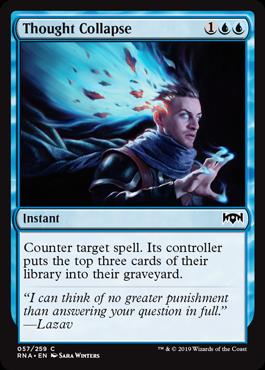 Thought Collapse 1
Instant
Counter target spell. Its controller
puts the top three cards of their
library into their graveyard.
“I can think of no greater punishment
than answering your question in full.”
—Lazav
057/259 C
RNA • EN Sara Winters
™ & © 2019 Wizards of the Coast